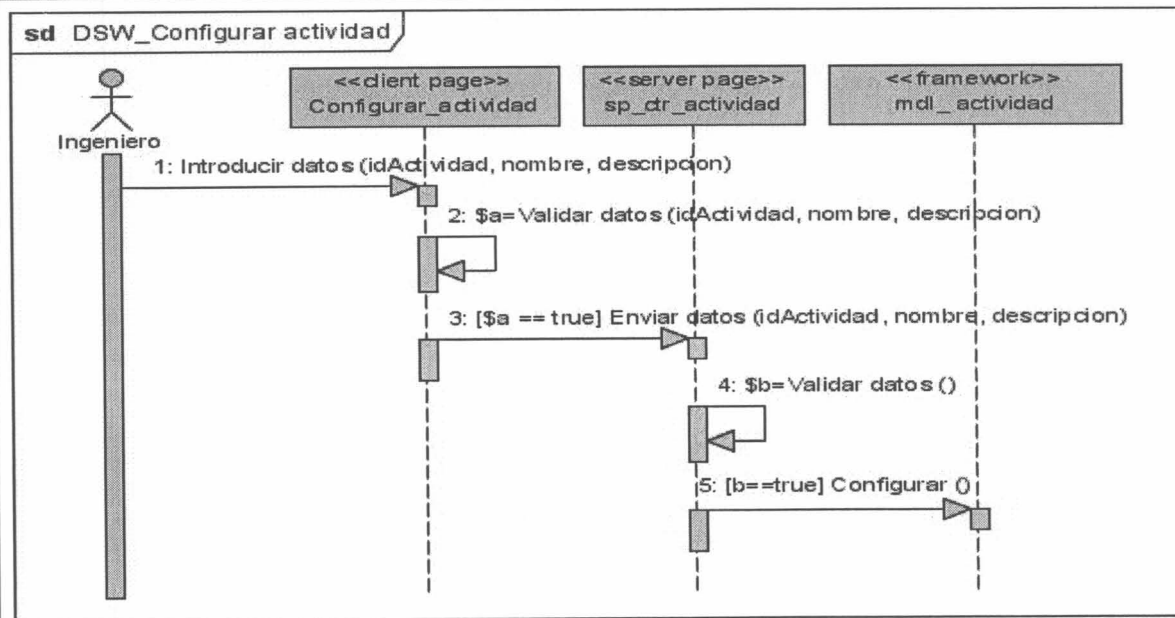 sd DSW_Configurar actividad
<<client page>>
Configurar_actividad
<<server page>>
sp_ctr_actividad
<<framework>>
mdl_actividad
Ingeniero
1: Introducir datos (idActividad, nombre, descripcion)
2: $a=Validar datos (idActividad, nombre, descripcion)
3: [$a == true] Enviar datos (idActividad, nombre, descripcion)
4: $b=Validar datos ()
5: [b==true] Configurar ()